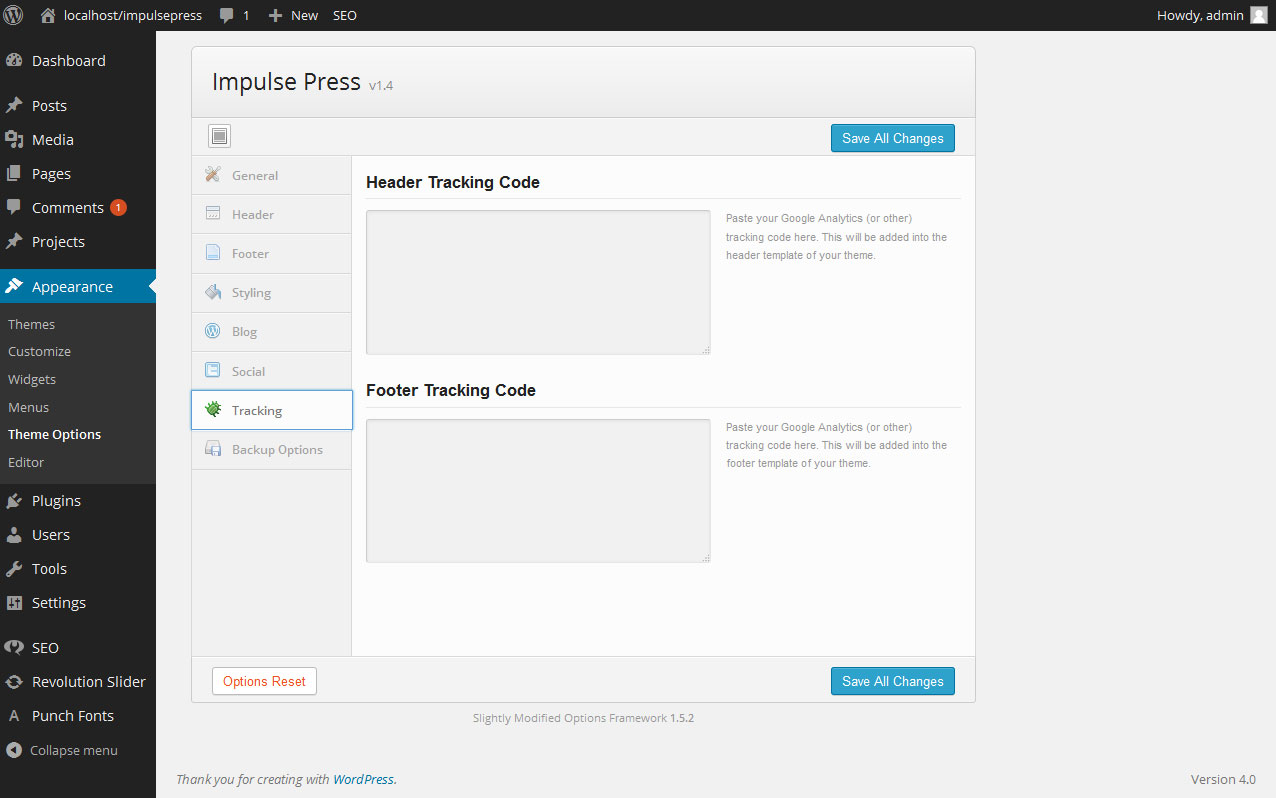 localhost/impulsepress 1 New SEO Howdy, admin
Dashboard
Posts
Media
Pages
Comments 1
Projects
Appearance
Themes
Customize
Widgets
Menus
Theme Options
Editor
Plugins
Users
Tools
Settings
SEO
Revolution Slider
Punch Fonts
Collapse menu
Impulse Press v1.4
Save All Changes
General
Header
Footer
Styling
Blog
Social
Tracking
Backup Options
Header Tracking Code
Paste your Google Analytics (or other)
tracking code here. This will be added into the
header template of your theme.
Footer Tracking Code
Paste your Google Analytics (or other)
tracking code here. This will be added into the
footer template of your theme.
Options Reset Save All Changes
Slightly Modified Options Framework 1.5.2
Thank you for creating with WordPress. Version 4.0